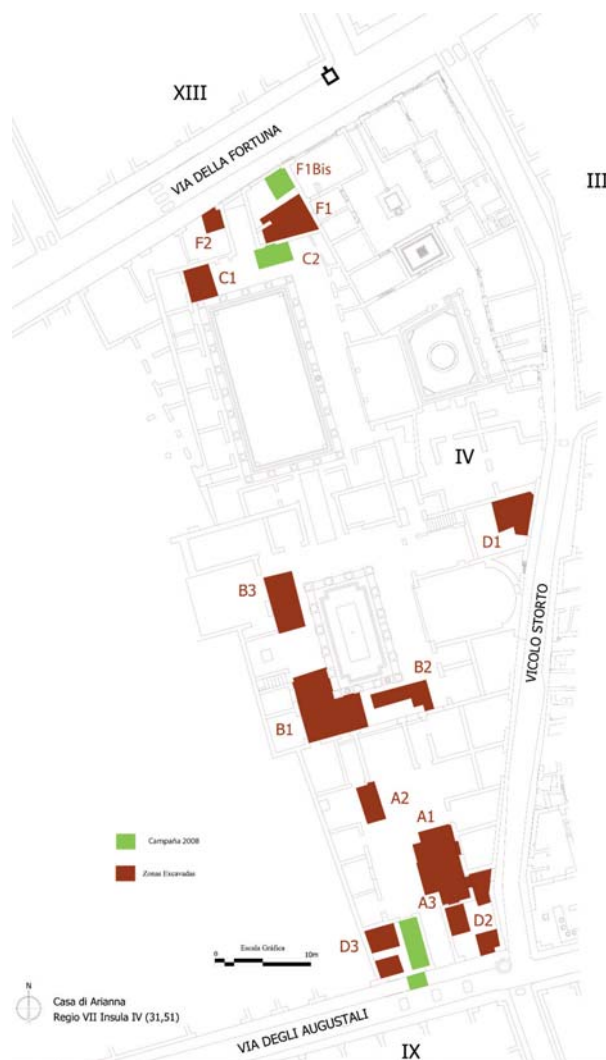 XIII
VIA DELLA FORTUNA
III
F1Bis
F1
F2
C2
C1
IV
D1
B3
VICOLO STORTO
B2
B1
A2
A1
Campaña 2008
Zonas Excavadas
A3
D2
D3
Escala Gráfica
0 10m
N
Casa di Arianna
Regio VII Insula IV (31,51)
VIA DEGLI AUGUSTALI
IX